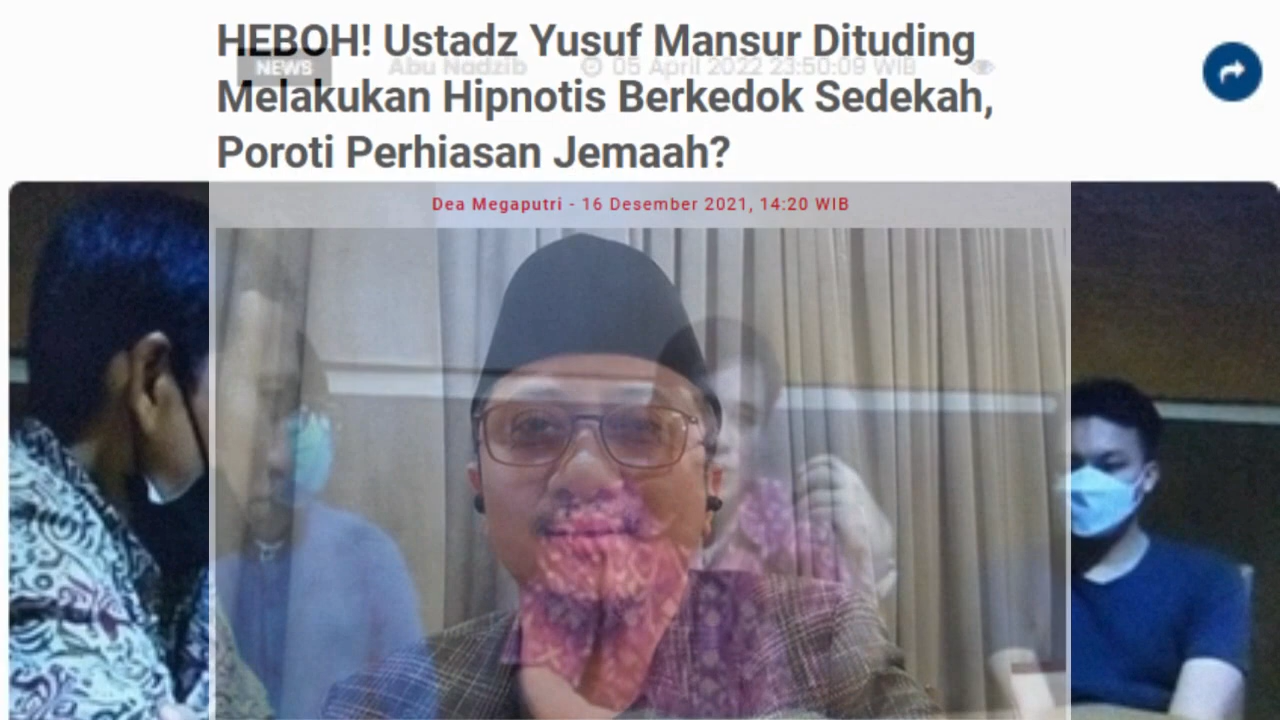 HEBOH! Ustadz Yusuf Mansur Dituding
NEWS Abu Nadzib 05 April 2022 23:50:09 WIB
Melakukan Hipnotis Berkedok Sedekah,
Poroti Perhiasan Jemaah?
Dea Megaputri - 16 Desember 2021, 14:20 WIB